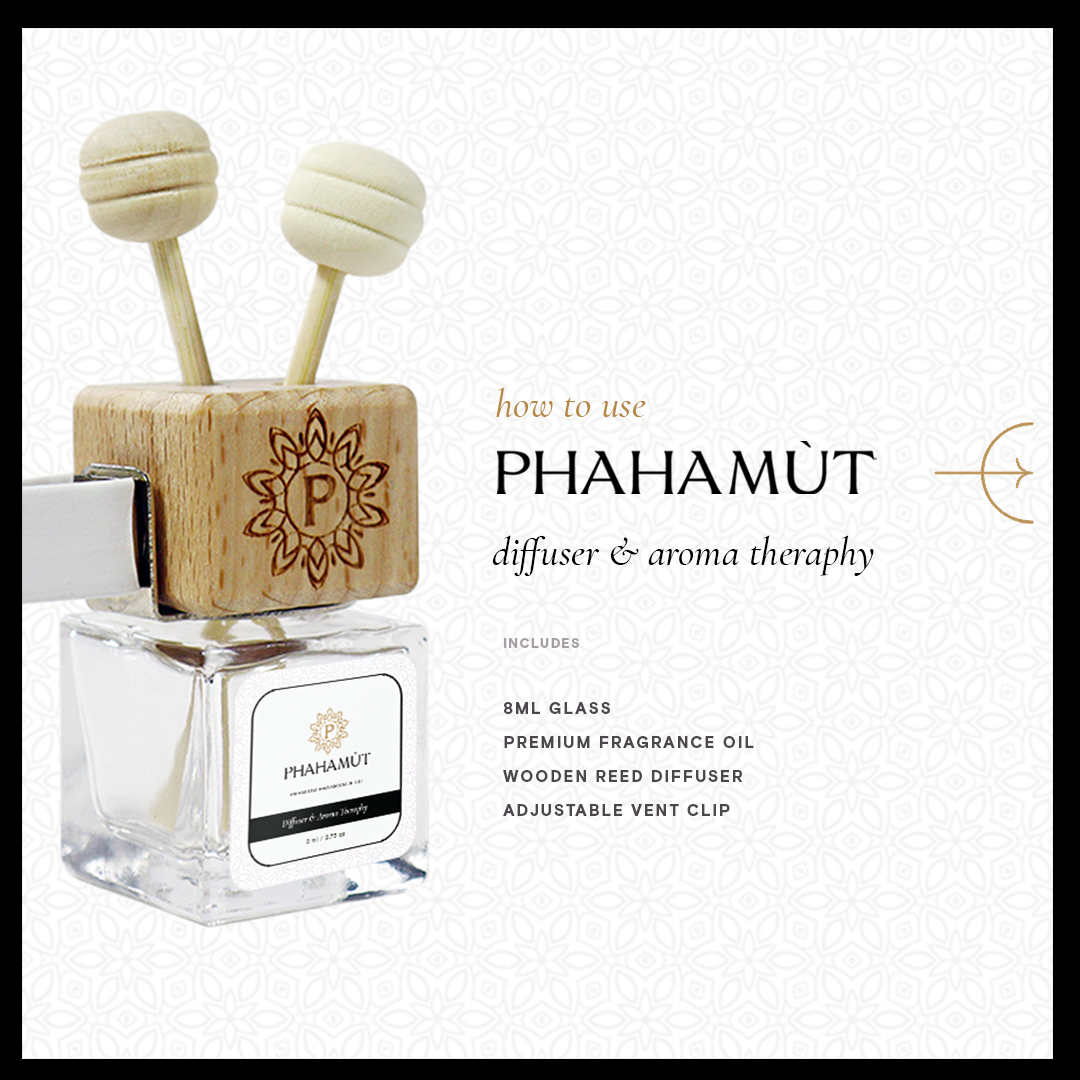 how to use
PHAHAMÙT
diffuser & aroma theraphy
INCLUDES
8ML GLASS
PREMIUM FRAGRANCE OIL
WOODEN REED DIFFUSER
ADJUSTABLE VENT CLIP
P
P
PHAHAMÙT
Diffuser & Aroma Theraphy